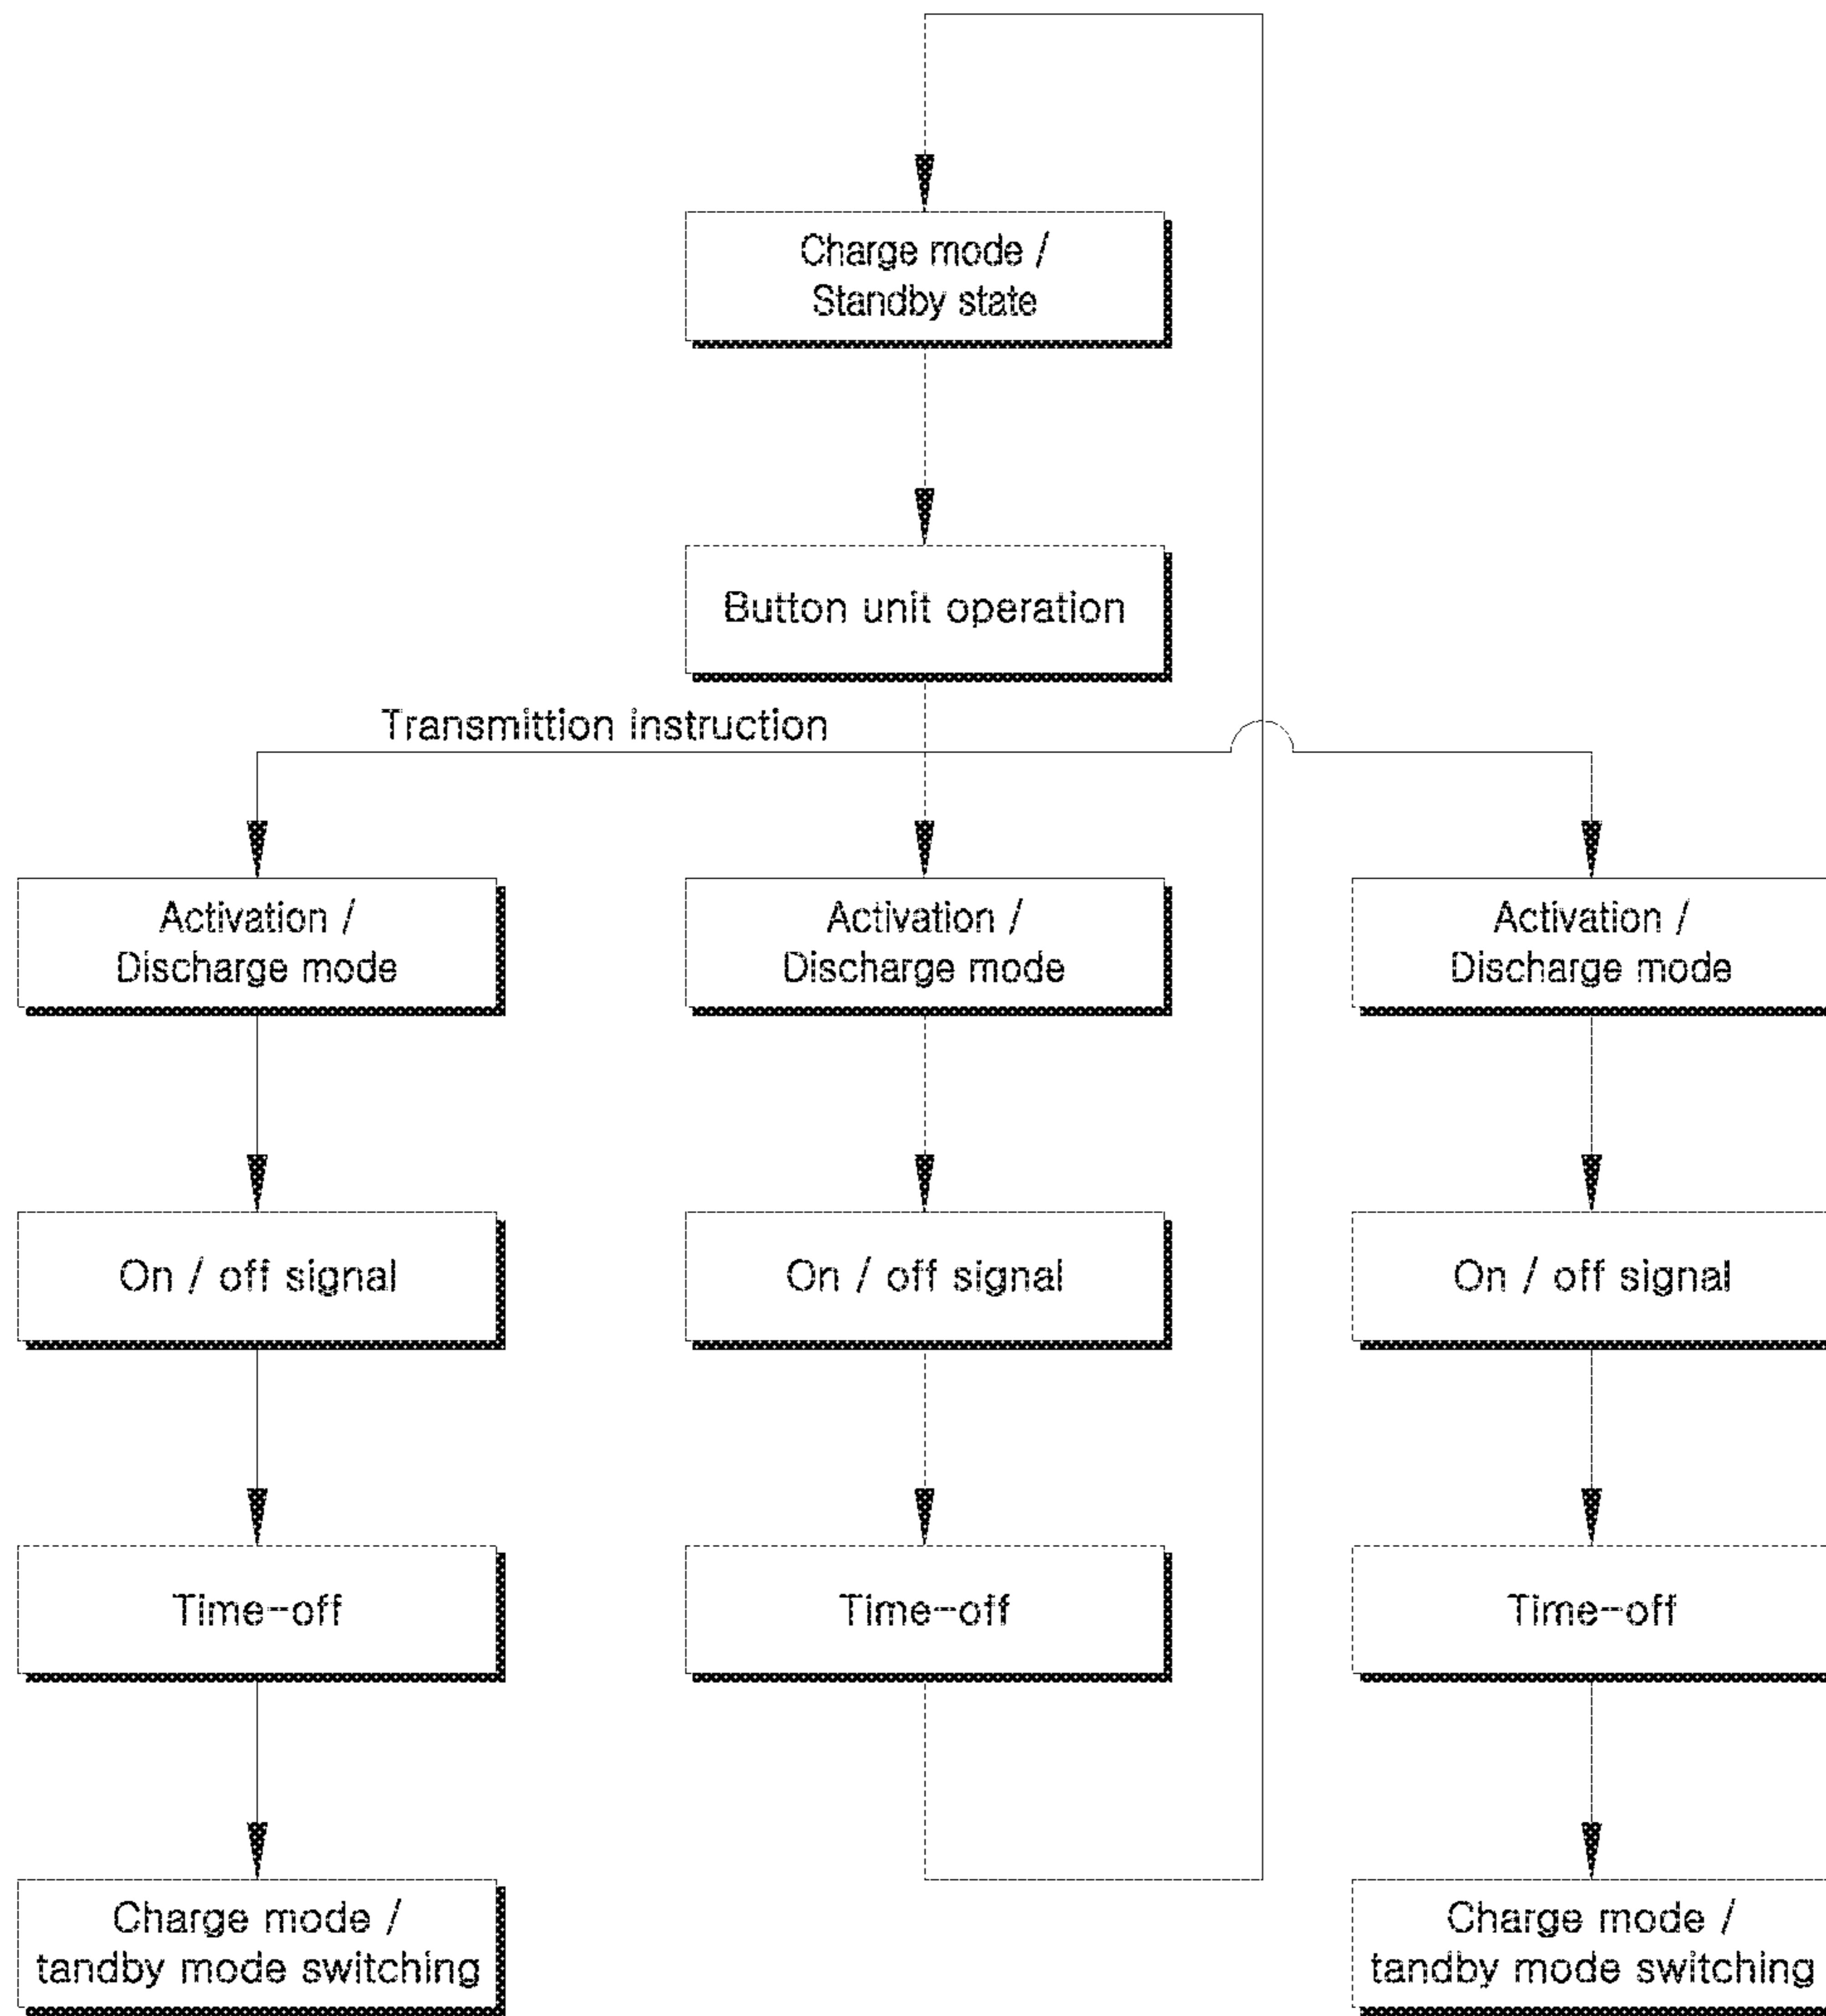 Charge mode /
Standby state
Button unit operation
Transmittion instruction
Activation /
Discharge mode
Activation /
Discharge mode
Activation /
Discharge mode
On / off signal
On / off signal
On / off signal
Time-off
Time-off
Time-off
Charge mode /
tandby mode switching
Charge mode /
tandby mode switching